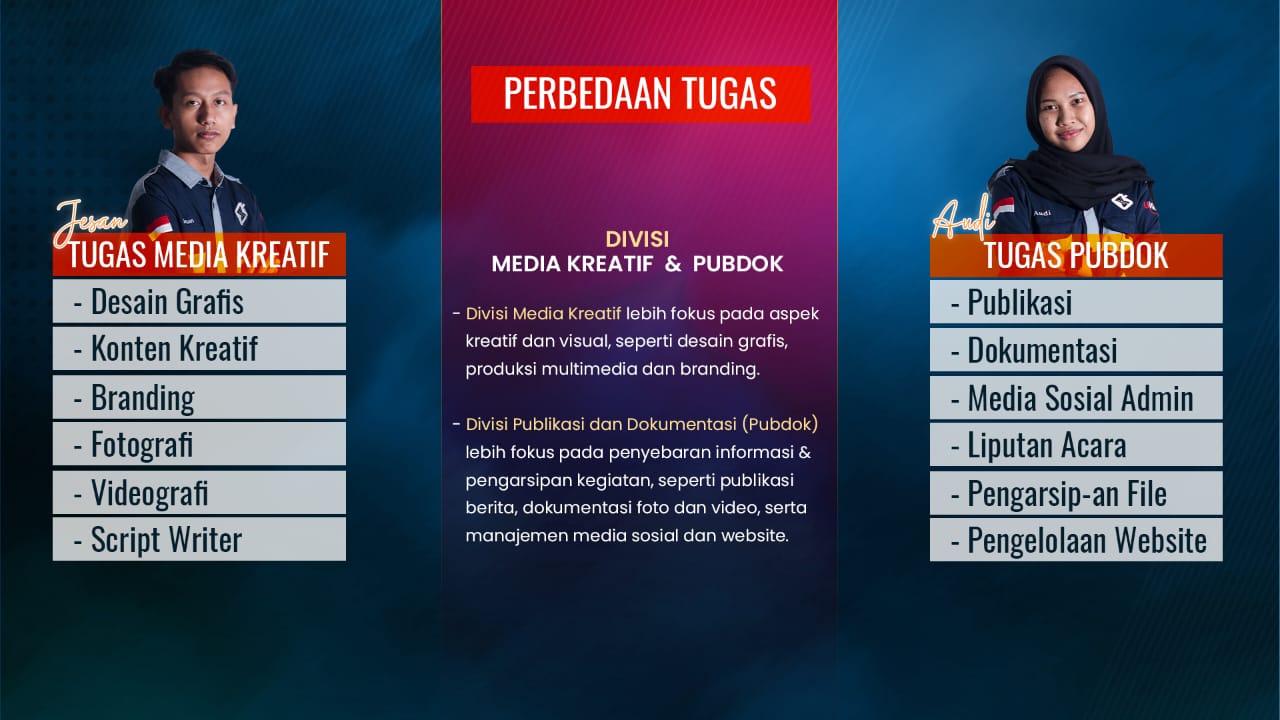 Jesan
TUGAS MEDIA KREATIF
- Desain Grafis
- Konten Kreatif
- Branding
- Fotografi
- Videografi
- Script Writer
PERBEDAAN TUGAS
DIVISI
MEDIA KREATIF & PUBDOK
- Divisi Media Kreatif lebih fokus pada aspek
kreatif dan visual, seperti desain grafis,
produksi multimedia dan branding.
- Divisi Publikasi dan Dokumentasi (Pubdok)
lebih fokus pada penyebaran informasi &
pengarsipan kegiatan, seperti publikasi
berita, dokumentasi foto dan video, serta
manajemen media sosial dan website.
Audi
Audi
TUGAS PUBDOK
- Publikasi
- Dokumentasi
- Media Sosial Admin
- Liputan Acara
- Pengarsip-an File
- Pengelolaan Website